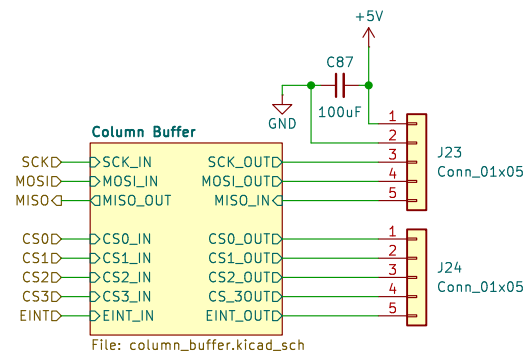 +5V
C87
100uF
GND
Column Buffer
SCK SCK_IN SCK_OUT
MOSI MOSI_IN MOSI_OUT
MISO MISO_OUT MISO_IN
CS0 CS0_IN CS0_OUT
CS1 CS1_IN CS1_OUT
CS2 CS2_IN CS2_OUT
CS3 CS3_IN CS_3OUT
EINT EINT_IN EINT_OUT
File: column_buffer.kicad_sch
1
2
3
4
5
J23
Conn_01x05
1
2
3
4
5
J24
Conn_01x05